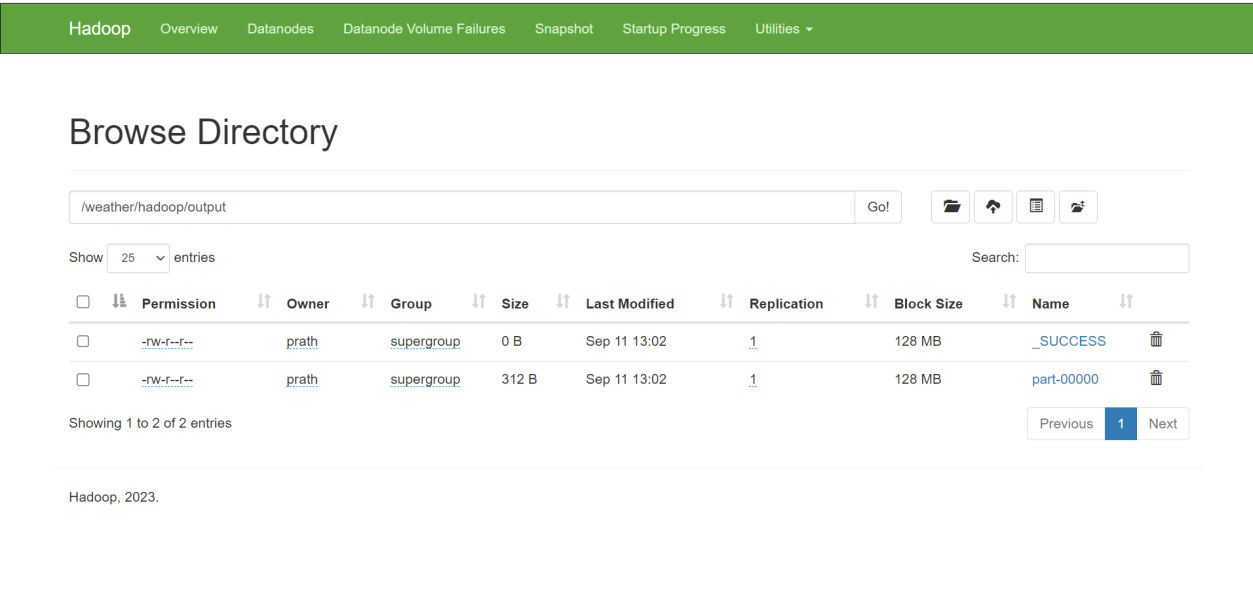 Hadoop Overview Datanodes Datanode Volume Failures Snapshot Startup Progress Utilities
Browse Directory
/weather/hadoop/output Go!
Show 25 entries Search:
Permission Owner Group Size Last Modified Replication Block Size Name
-rw-r--r-- prath supergroup 0 B Sep 11 13:02 1 128 MB _SUCCESS
-rw-r--r-- prath supergroup 312 B Sep 11 13:02 1 128 MB part-00000
Showing 1 to 2 of 2 entries Previous 1 Next
Hadoop, 2023.